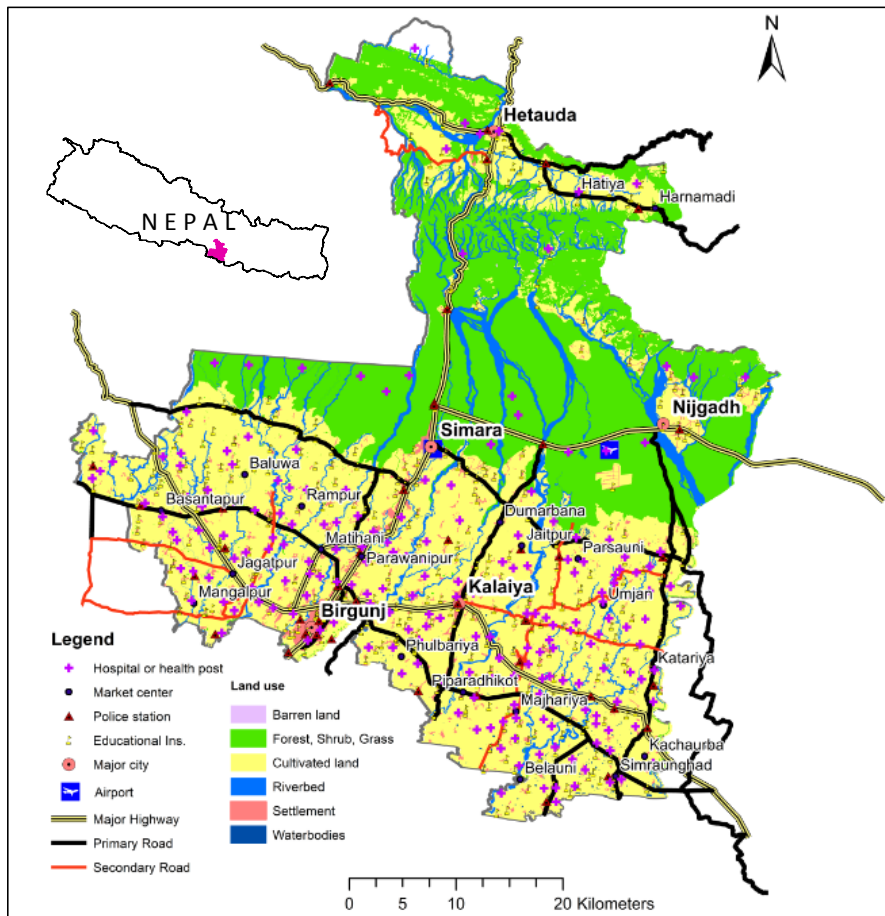 N
Hetauda
Hatiya
Harnamadi
NEPAL
Nijgadh
Simara
Baluwa
Basantapur
Rampur
Dumarbana
Matihani
Jaitpur
Parsauni
Jagatpur
Parawanipur
Mangalpur
Kalaiya
Umjan
Birgunj
Legend
Phulbariya
Katariya
Hospital or health post
Land use
Piparadhikot
Market center
Majhariya
Police station
Barren land
Educational Ins.
Forest, Shrub, Grass
Kachaurba
Major city
Cultivated land
Simraunghad
Airport
Riverbed
Belauni
Major Highway
Settlement
Primary Road
Waterbodies
Secondary Road
0 5 10 20 Kilometers